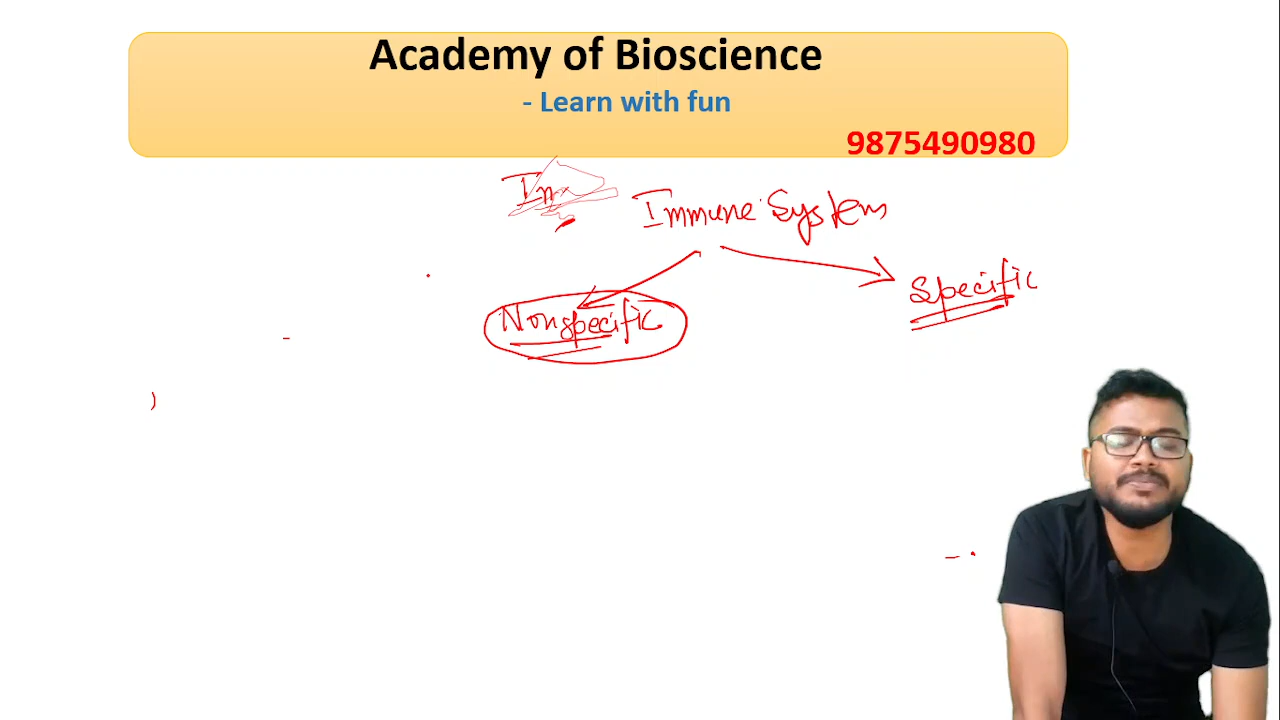 Academy of Bioscience
- Learn with fun
9875490980
Immune System
Specific
Nonspecific